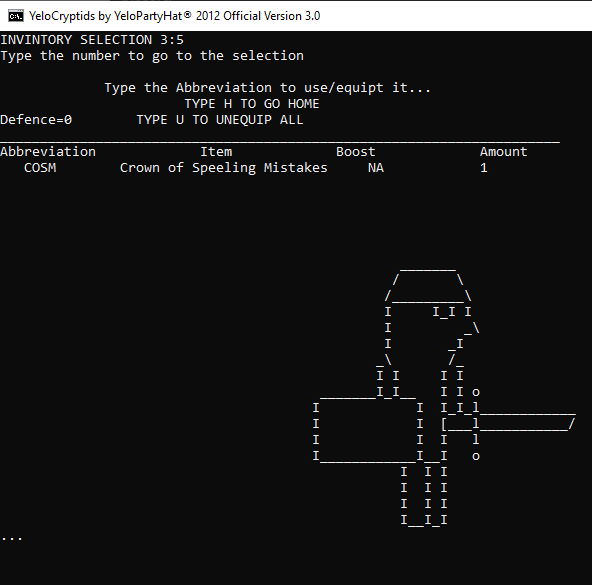 YeloCryptids by YeloPartyHat® 2012 Official Version 3.0
INVINTORY SELECTION 3:5
Type the number to go to the selection
Type the Abbreviation to use/equipt it...
TYPE H TO GO HOME
Defence=0 TYPE U TO UNEQUIP ALL
Abbreviation Item Boost Amount
COSM Crown of Speeling Mistakes NA 1
...